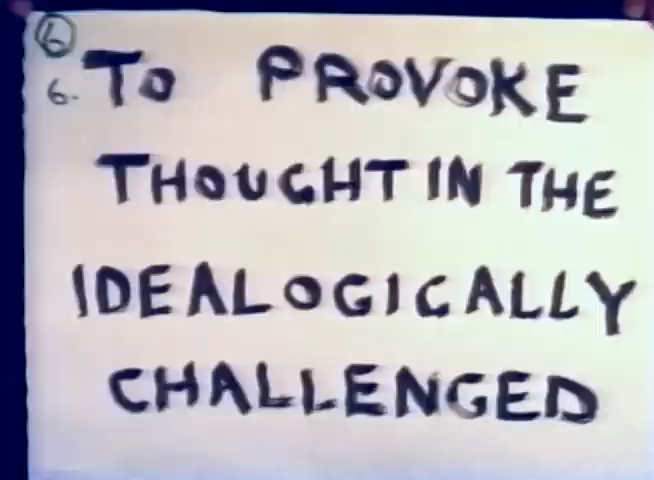 6
6. TO PROVOKE
THOUGHT IN THE
IDEALOGICALLY
CHALLENGED